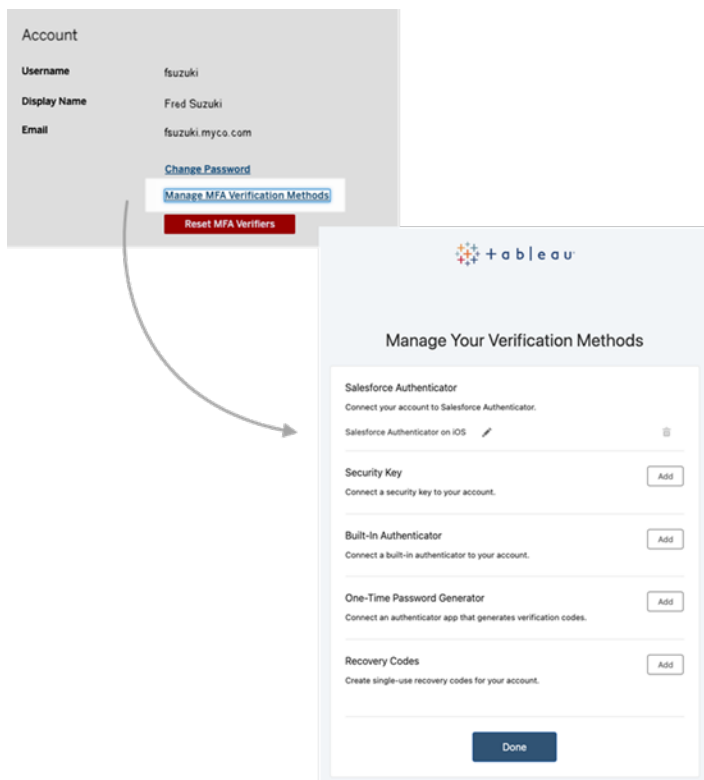 Account
Username fsuzuki
Display Name Fred Suzuki
Email fsuzuki.myco.com
Change Password
Manage MFA Verification Methods
Reset MFA Verifiers
+ableau
Manage Your Verification Methods
Salesforce Authenticator
Connect your account to Salesforce Authenticator.
Salesforce Authenticator on iOS
Security Key
Add
Connect a security key to your account.
Built-In Authenticator
Add
Connect a built-in authenticator to your account.
One-Time Password Generator
Add
Connect an authenticator app that generates verification codes.
Recovery Codes
Add
Create single-use recovery codes for your account.
Done